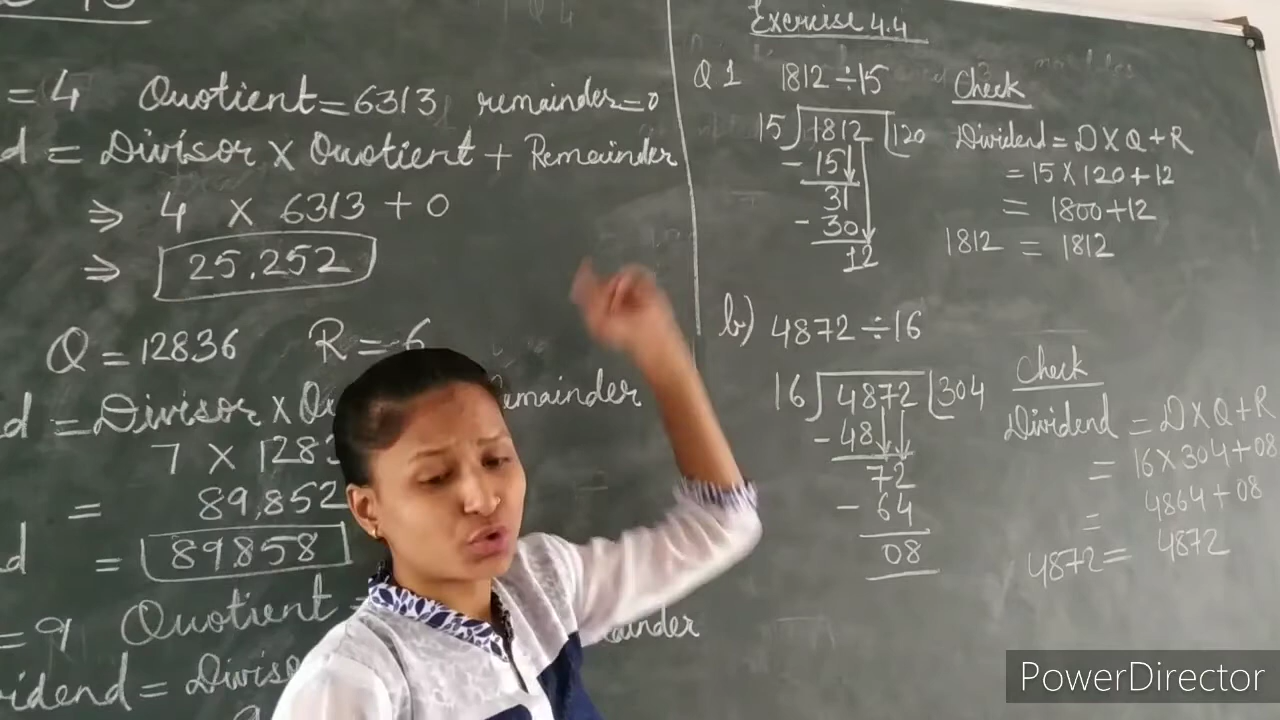 = 4 Quotient = 6313 remainder = 0
d = Divisor X Quotient + Remainder
⇒ 4 X 6313 + 0
⇒ 25,252
Q = 12836 R = 6
d = Divisor X Remainder
7 X 1283
= 89,852
d = 89858
= 9 Quotient
Dividend = Divis
Exercise 4.4
Q 1 1812 ÷ 15
15)1812(120
- 15
31
- 30
12
Check
Dividend = D X Q + R
= 15 X 120 + 12
= 1800 + 12
1812 = 1812
b) 4872 ÷ 16
16)4872(304
- 48
72
- 64
08
Check
Dividend = D X Q + R
= 16 X 304 + 08
= 4864 + 08
4872 = 4872
PowerDirector